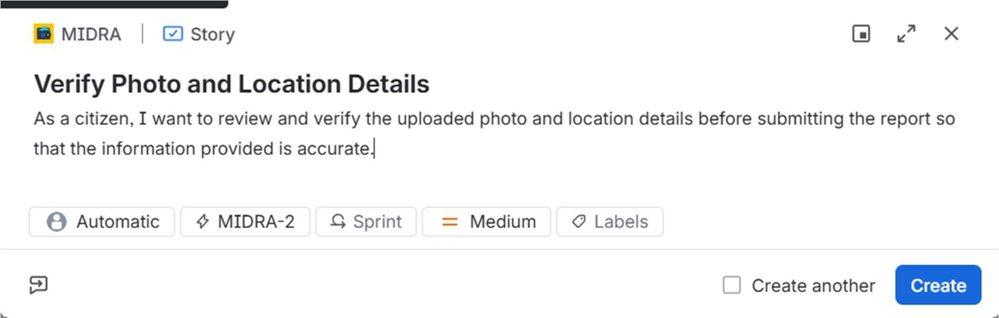 MIDRA
Story
Verify Photo and Location Details
As a citizen, I want to review and verify the uploaded photo and location details before submitting the report so
that the information provided is accurate.
Automatic
MIDRA-2
Sprint
Medium
Labels
Create another
Create